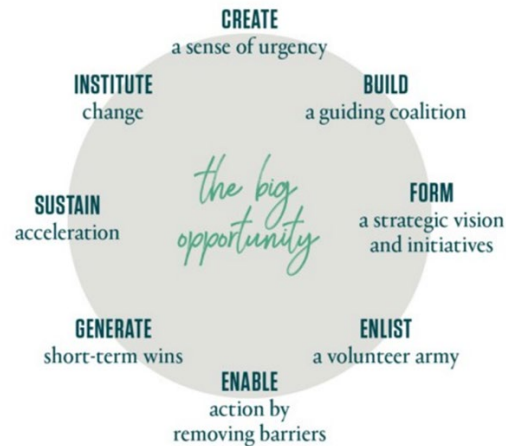 CREATE
a sense of urgency
BUILD
a guiding coalition
FORM
a strategic vision
and initiatives
ENLIST
a volunteer army
ENABLE
action by
removing barriers
GENERATE
short-term wins
SUSTAIN
acceleration
INSTITUTE
change
the big
opportunity